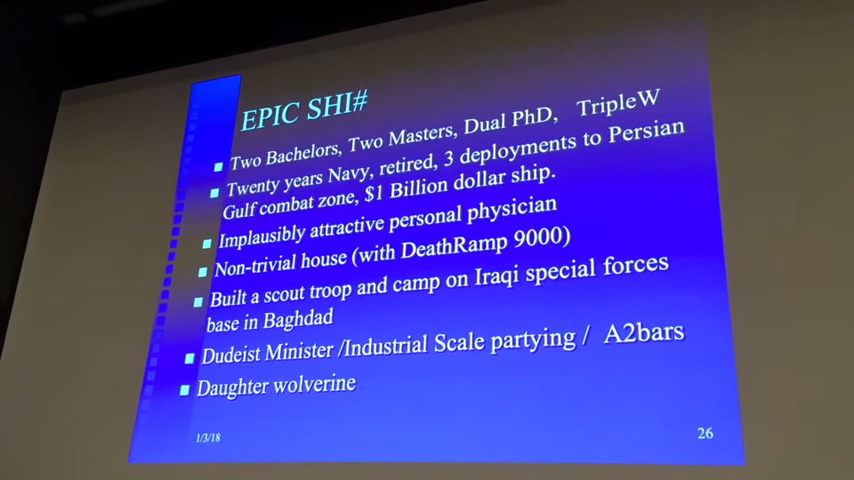 EPIC SHI#
Two Bachelors, Two Masters, Dual PhD, TripleW
Twenty years Navy, retired, 3 deployments to Persian
Gulf combat zone, $1 Billion dollar ship.
Implausibly attractive personal physician
Non-trivial house (with DeathRamp 9000)
Built a scout troop and camp on Iraqi special forces
base in Baghdad
Dudeist Minister /Industrial Scale partying / A2bars
Daughter wolverine
1/3/18
26